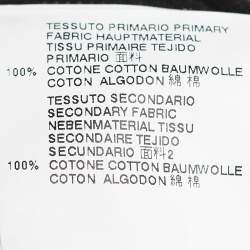 TESSUTO PRIMARIO PRIMARY
FABRIC HAUPTMATERIAL
TISSU PRIMAIRE TEJIDO
PRIMARIO 面料
100% COTONE COTTON BAUMWOLLE
COTON ALGODON 綿 棉
TESSUTO SECONDARIO
SECONDARY FABRIC
NEBENMATERIAL TISSU
SECONDAIRE TEJIDO
SECUNDARIO 面料2
100% COTONE COTTON BAUMWOLLE
COTON ALGODON 綿 棉